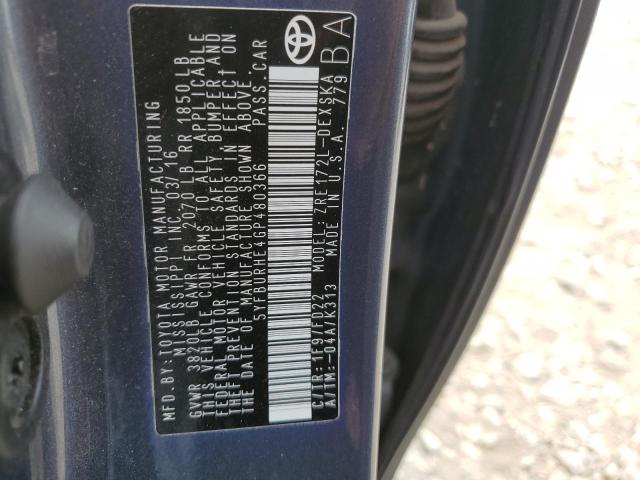 MFD. BY: TOYOTA MOTOR MANUFACTURING
MISSISSIPPI INC. 03/16
GVWR 3820LB GAWR FR 2070LB RR 1850LB
THIS VEHICLE CONFORMS TO ALL APPLICABLE
FEDERAL MOTOR VEHICLE SAFETY, BUMPER AND
THEFT PREVENTION STANDARDS IN EFFECT ON
THE DATE OF MANUFACTURE SHOWN ABOVE.
5YFBURHE4GP480366 PASS. CAR
C/TR: 1F9/FD22 MODEL: ZRE172L-DEXSKA
A/TM: -04A/K313 MADE IN U.S.A. 779
BA